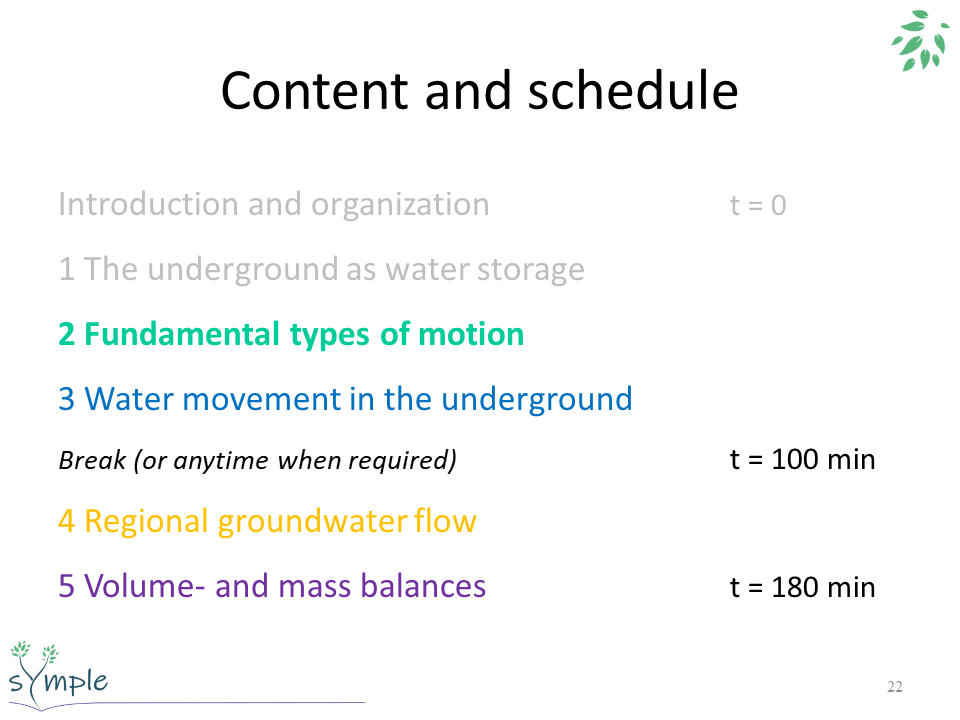 Content and schedule
Introduction and organization t = 0
1 The underground as water storage
2 Fundamental types of motion
3 Water movement in the underground
Break (or anytime when required) t = 100 min
4 Regional groundwater flow
5 Volume- and mass balances t = 180 min
sYmple
22